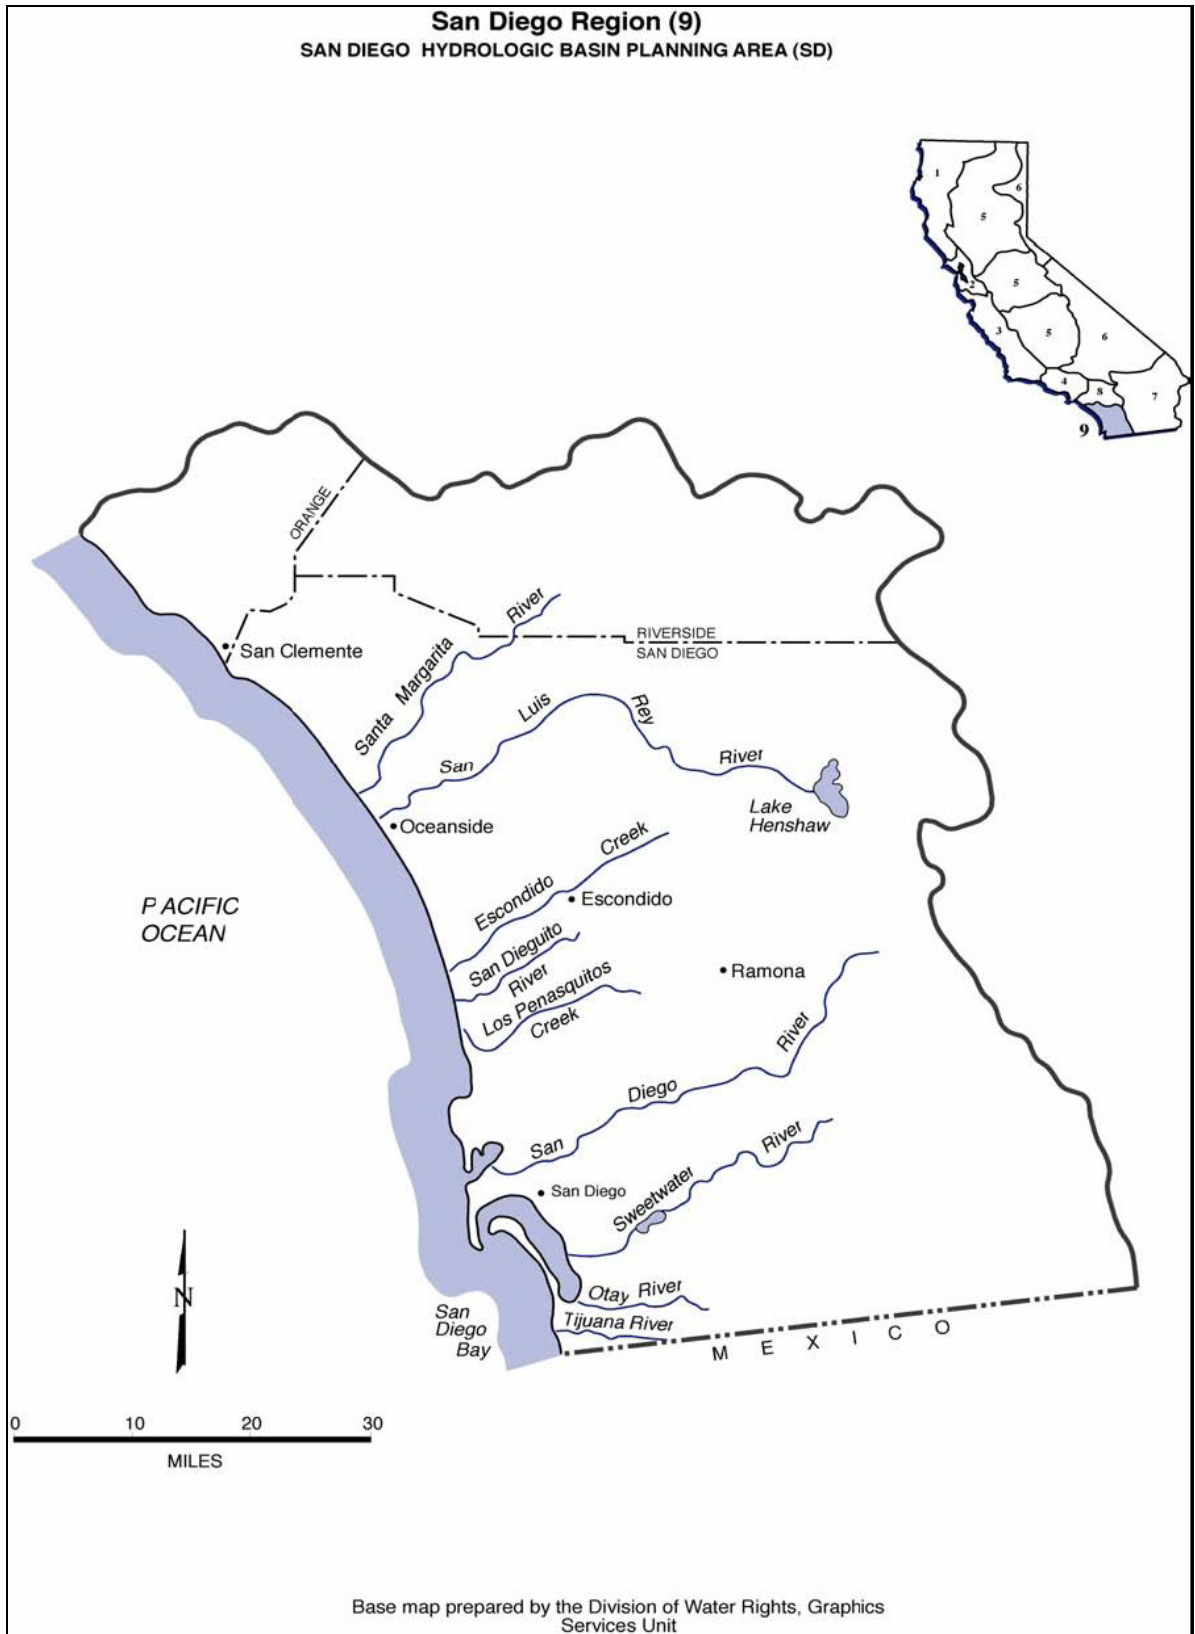 San Diego Region (9)
SAN DIEGO HYDROLOGIC BASIN PLANNING AREA (SD)
1
6
5
2
5
3
5
6
4
8
7
9
ORANGE
RIVERSIDE
SAN DIEGO
San Clemente
Santa Margarita River
San Luis Rey River
Lake
Henshaw
Oceanside
Escondido Creek
Escondido
PACIFIC
OCEAN
San Dieguito
River
Los Penasquitos
Creek
Ramona
San Diego River
San Diego
Sweetwater River
Otay River
Tijuana River
San
Diego
Bay
MEXICO
N
0 10 20 30
MILES
Base map prepared by the Division of Water Rights, Graphics
Services Unit